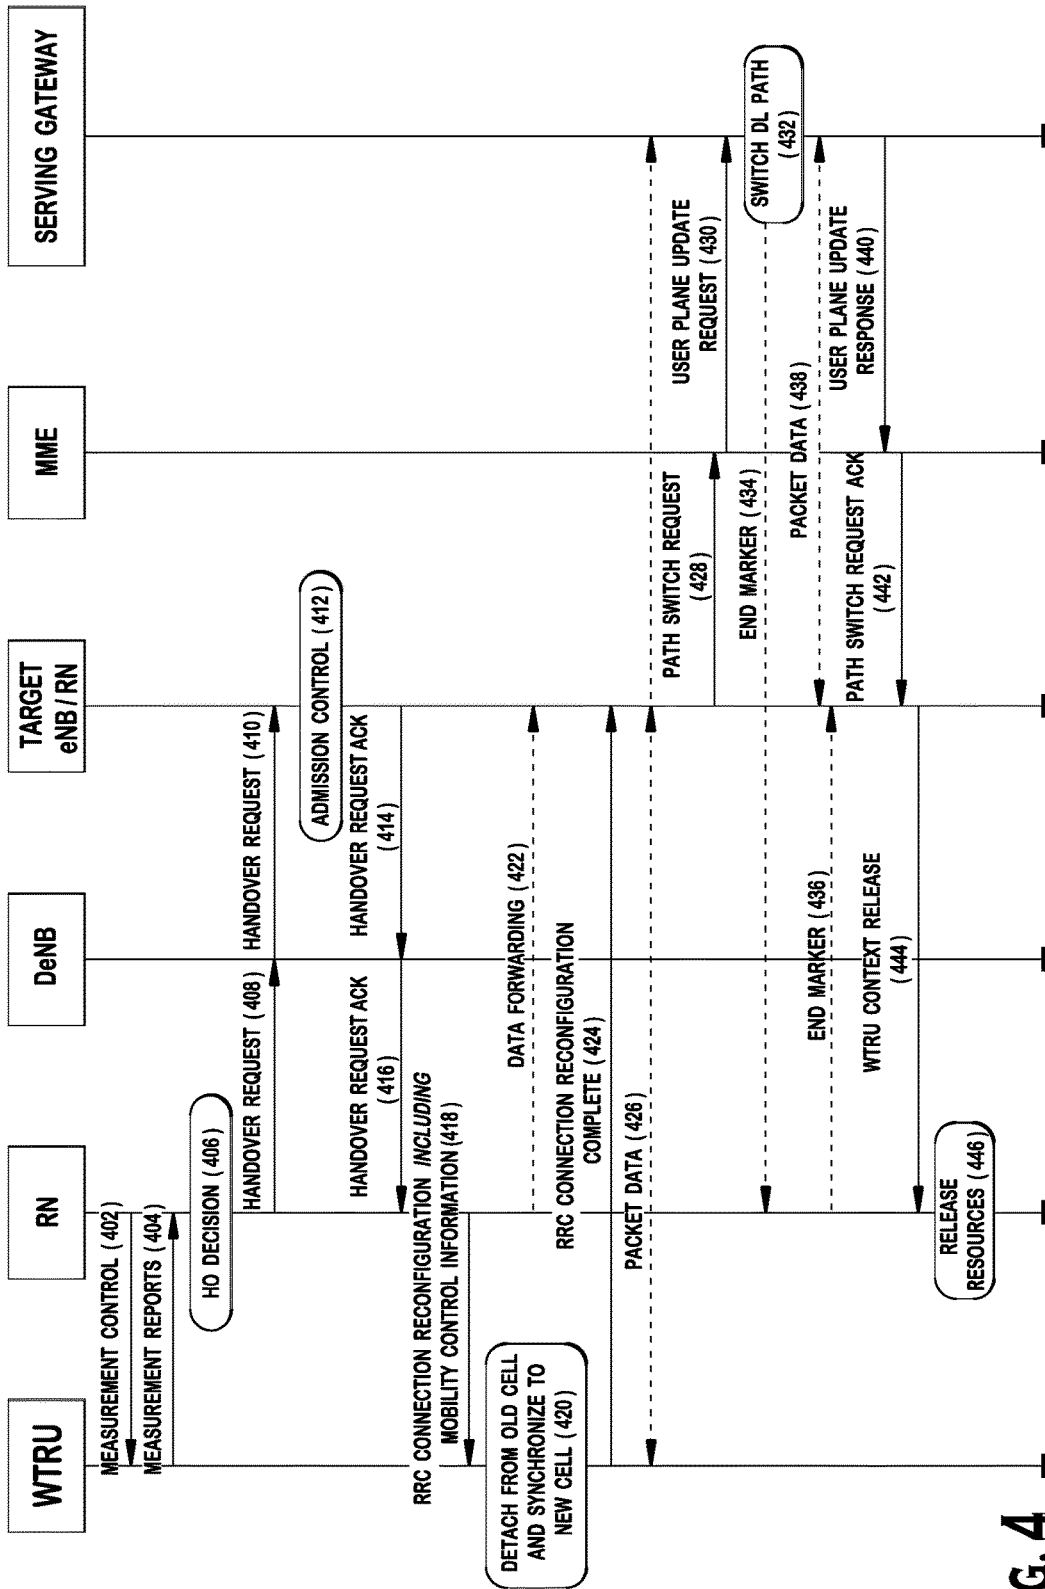 WTRU
RN
DeNB
TARGET
eNB/RN
MME
SERVING GATEWAY
MEASUREMENT CONTROL (402)
MEASUREMENT REPORTS (404)
HO DECISION (406)
HANDOVER REQUEST (408)
HANDOVER REQUEST (410)
ADMISSION CONTROL (412)
HANDOVER REQUEST ACK
(414)
HANDOVER REQUEST ACK
(416)
RRC CONNECTION RECONFIGURATION INCLUDING
MOBILITY CONTROL INFORMATION (418)
DETACH FROM OLD CELL
AND SYNCHRONIZE TO
NEW CELL (420)
DATA FORWARDING (422)
RRC CONNECTION RECONFIGURATION
COMPLETE (424)
PACKET DATA (426)
PATH SWITCH REQUEST
(428)
USER PLANE UPDATE
REQUEST (430)
SWITCH DL PATH
(432)
END MARKER (434)
PACKET DATA (438)
END MARKER (436)
USER PLANE UPDATE
RESPONSE (440)
PATH SWITCH REQUEST ACK
(442)
WTRU CONTEXT RELEASE
(444)
RELEASE
RESOURCES (446)
G. 4